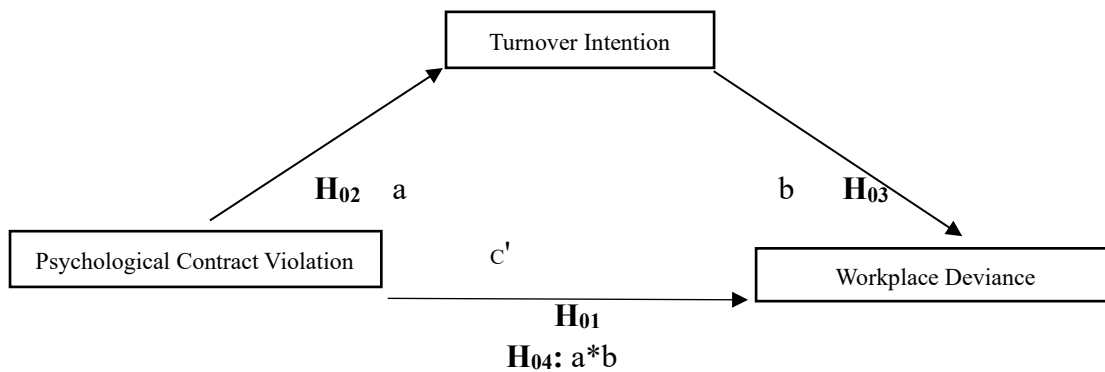 Turnover Intention
H02 a
b H03
Psychological Contract Violation
c'
Workplace Deviance
H01
H04: a*b